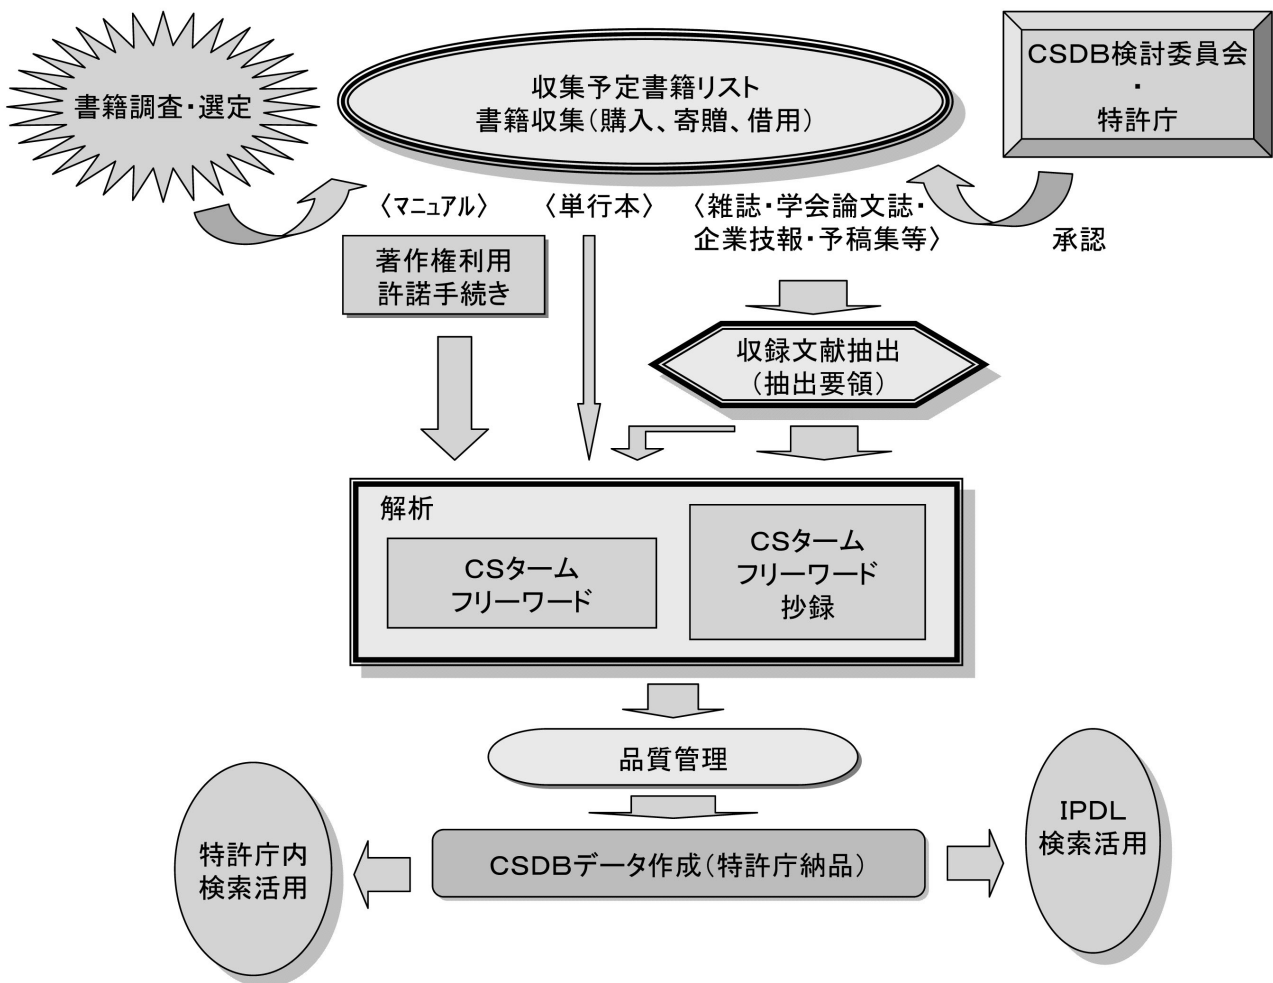 書籍調査・選定
収集予定書籍リスト
書籍収集(購入、寄贈、借用)
CSDB検討委員会
・
特許庁
〈マニュアル〉
〈単行本〉
〈雑誌・学会論文誌・
企業技報・予稿集等〉
承認
著作権利用
許諾手続き
収録文献抽出
(抽出要領)
解析
CSターム
フリーワード
CSターム
フリーワード
抄録
品質管理
特許庁内
検索活用
CSDBデータ作成(特許庁納品)
IPDL
検索活用